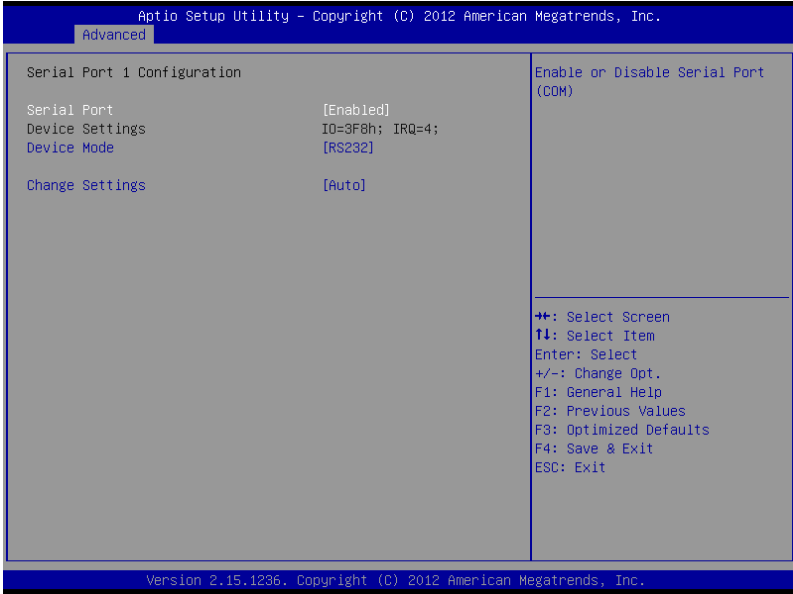 Aptio Setup Utility – Copyright (C) 2012 American Megatrends, Inc.
Advanced
Serial Port 1 Configuration
Serial Port [Enabled]
Device Settings IO=3F8h; IRQ=4;
Device Mode [RS232]
Change Settings [Auto]
Enable or Disable Serial Port
(COM)
→←: Select Screen
↑↓: Select Item
Enter: Select
+/-: Change Opt.
F1: General Help
F2: Previous Values
F3: Optimized Defaults
F4: Save & Exit
ESC: Exit
Version 2.15.1236. Copyright (C) 2012 American Megatrends, Inc.